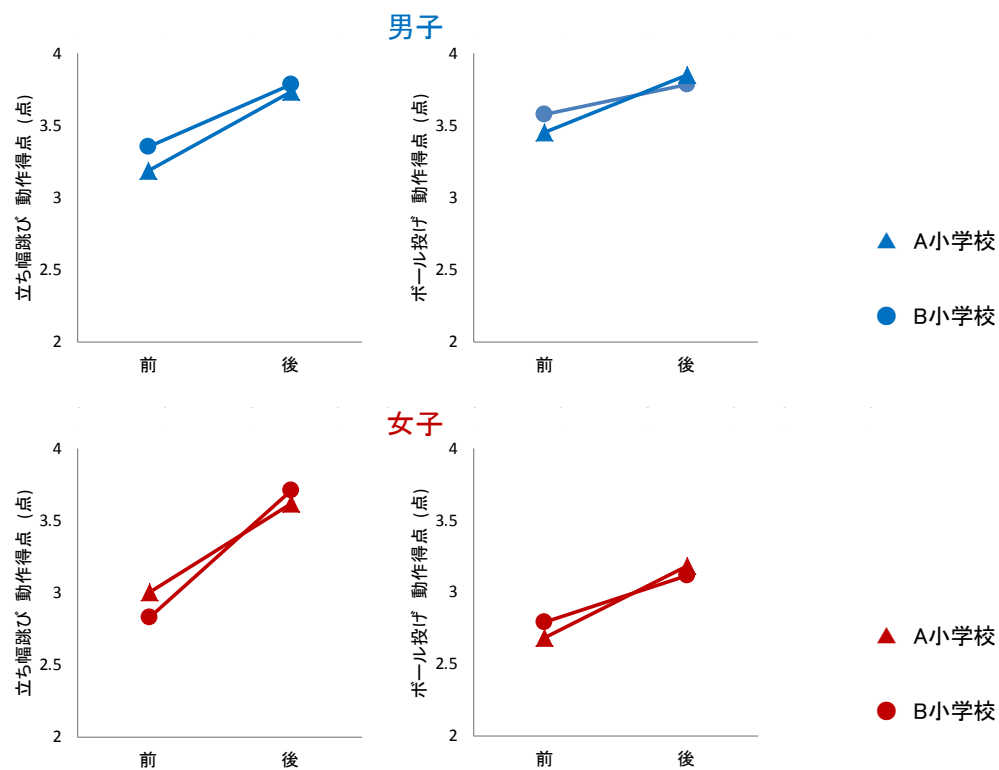 男子
立ち幅跳び 動作得点 (点)
4
3.5
3
2.5
2
前 後
ボール投げ 動作得点 (点)
4
3.5
3
2.5
2
前 後
A小学校
B小学校
女子
立ち幅跳び 動作得点 (点)
4
3.5
3
2.5
2
前 後
ボール投げ 動作得点 (点)
4
3.5
3
2.5
2
前 後
A小学校
B小学校